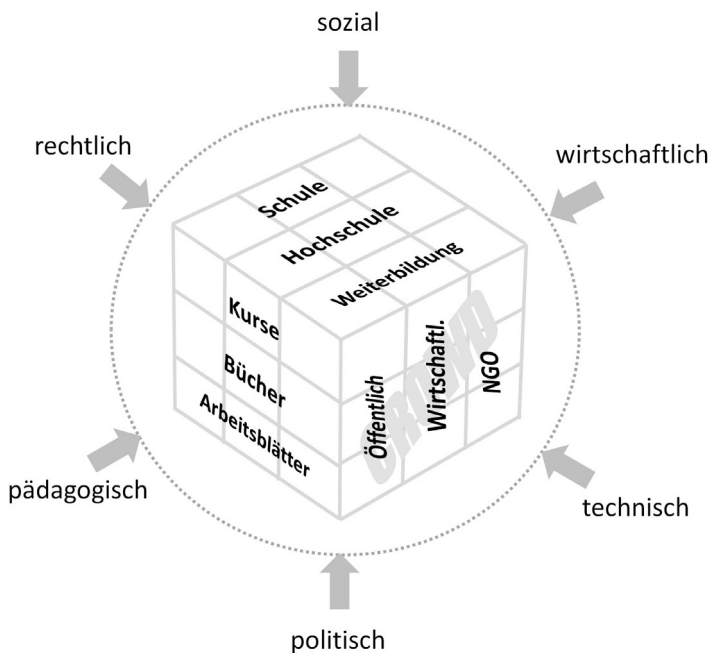 sozial
rechtlich
wirtschaftlich
Schule
Hochschule
Weiterbildung
Kurse
Bücher
Arbeitsblätter
Öffentlich
Wirtschaftl.
NGO
pädagogisch
technisch
politisch